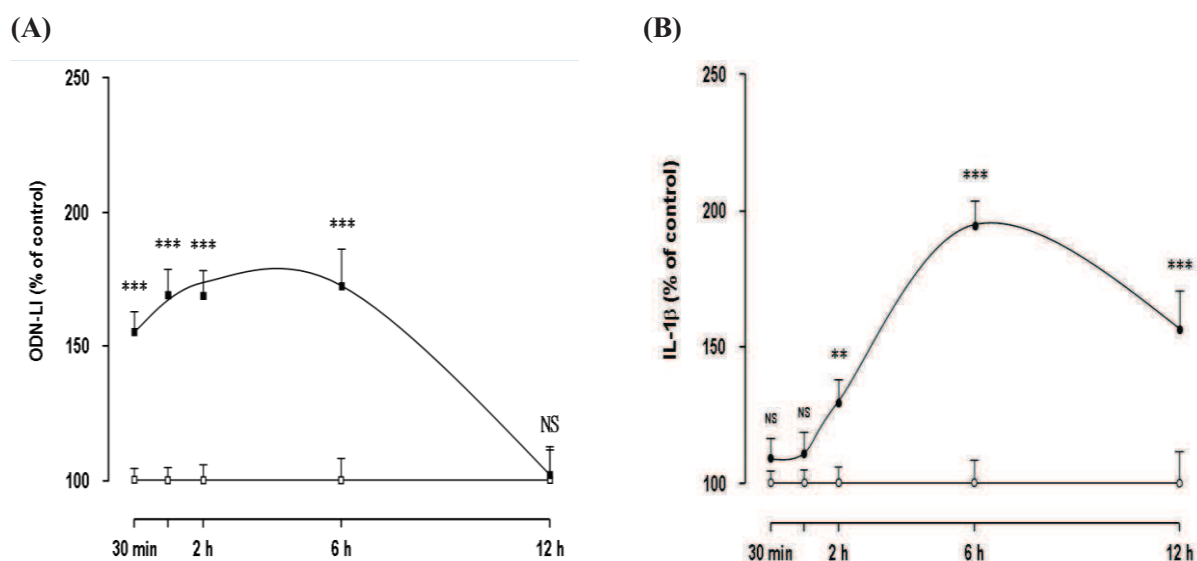 (A)
(B)
250
200
150
100
ODN-LI (% of control)
***
***
***
***
NS
30 min
2 h
6 h
12 h
250
200
150
100
IL-1β (% of control)
NS
NS
**
***
***
30 min
2 h
6 h
12 h